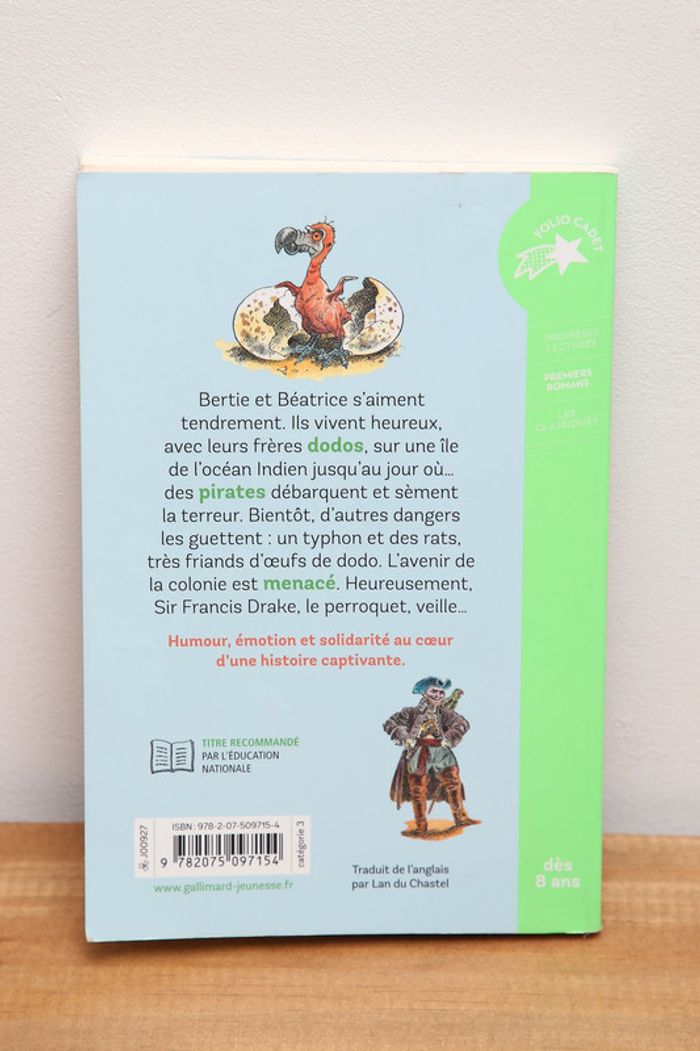 FOLIO CADET
PREMIÈRES
LECTURES
PREMIERS
ROMANS
LES
CLASSIQUES
Bertie et Béatrice s'aiment
tendrement. Ils vivent heureux,
avec leurs frères dodos, sur une île
de l'océan Indien jusqu'au jour où...
des pirates débarquent et sèment
la terreur. Bientôt, d'autres dangers
les guettent : un typhon et des rats,
très friands d'œufs de dodo. L'avenir de
la colonie est menacé. Heureusement,
Sir Francis Drake, le perroquet, veille...
Humour, émotion et solidarité au cœur
d'une histoire captivante.
TITRE RECOMMANDÉ
PAR L'ÉDUCATION
NATIONALE
J00927
ISBN : 978-2-07-509715-4
9 782075 097154
catégorie 3
www.gallimard-jeunesse.fr
Traduit de l'anglais
par Lan du Chastel
dès
8 ans